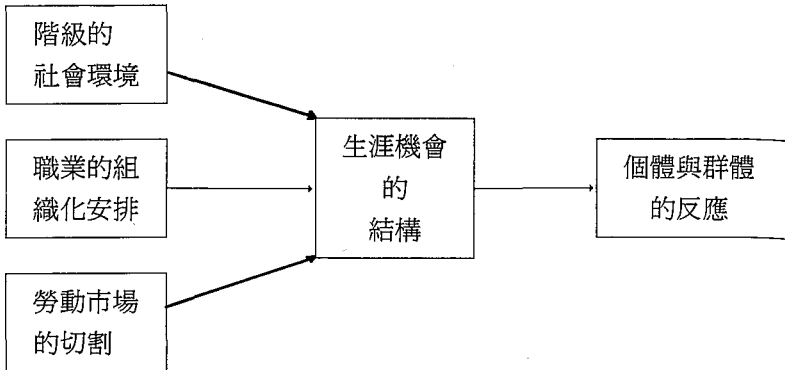 階級的
社會環境
職業的組
織化安排
勞動市場
的切割
生涯機會
的
結構
個體與群體
的反應